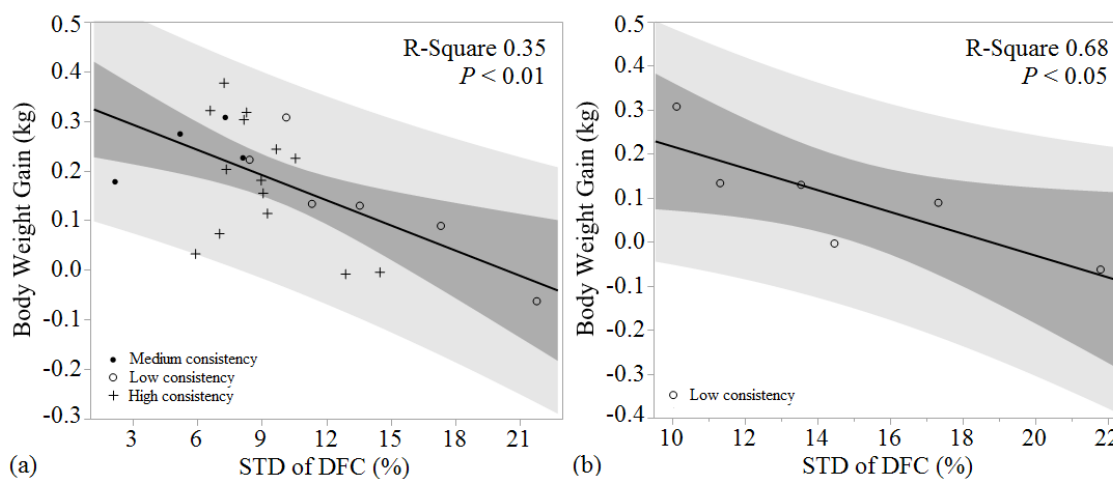 R-Square 0.35
P < 0.01
Body Weight Gain (kg)
0.5
0.4
0.3
0.2
0.1
0.0
-0.1
-0.2
-0.3
Medium consistency
Low consistency
High consistency
3 6 9 12 15 18 21
(a) STD of DFC (%)
R-Square 0.68
P < 0.05
Body Weight Gain (kg)
0.5
0.4
0.3
0.2
0.1
0.0
-0.1
-0.2
-0.3
-0.4
Low consistency
10 12 14 16 18 20 22
(b) STD of DFC (%)